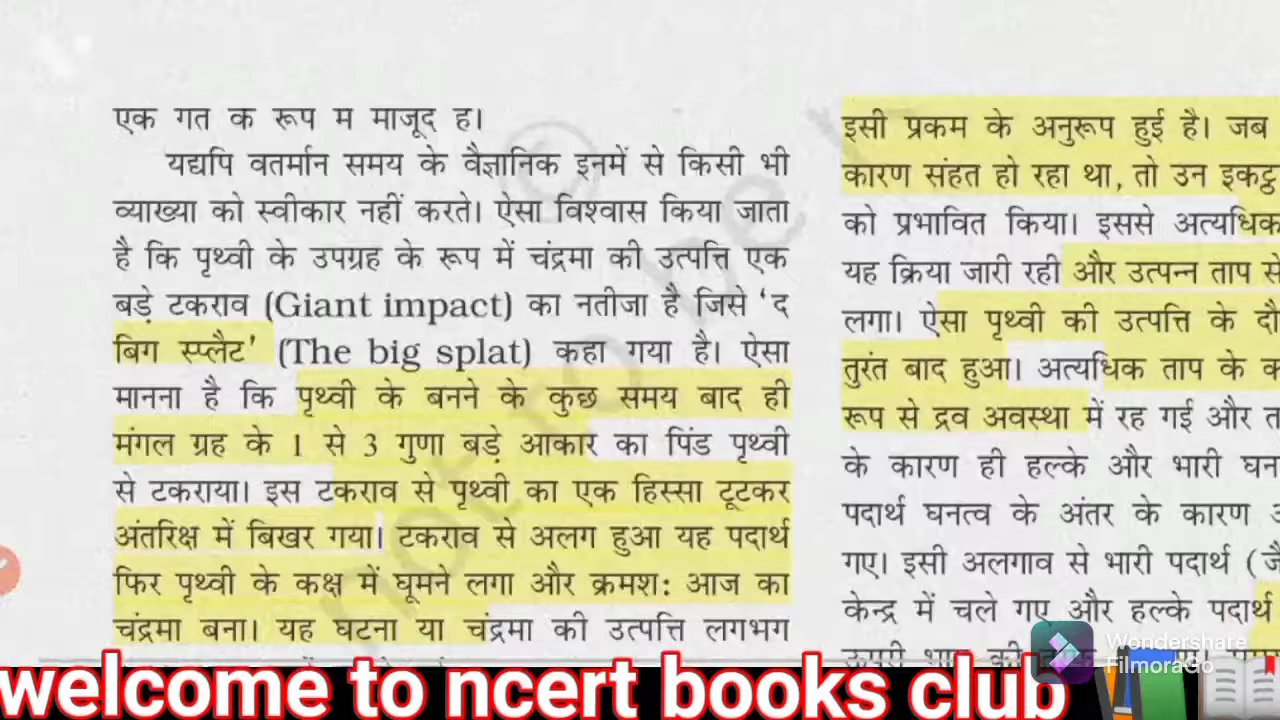 एक गत क रूप म माजूद ह।
यद्यपि वतर्मान समय के वैज्ञानिक इनमें से किसी भी
व्याख्या को स्वीकार नहीं करते। ऐसा विश्वास किया जाता
है कि पृथ्वी के उपग्रह के रूप में चंद्रमा की उत्पत्ति एक
बड़े टकराव (Giant impact) का नतीजा है जिसे ‘द
बिग स्प्लैट’ (The big splat) कहा गया है। ऐसा
मानना है कि पृथ्वी के बनने के कुछ समय बाद ही
मंगल ग्रह के 1 से 3 गुणा बड़े आकार का पिंड पृथ्वी
से टकराया। इस टकराव से पृथ्वी का एक हिस्सा टूटकर
अंतरिक्ष में बिखर गया। टकराव से अलग हुआ यह पदार्थ
फिर पृथ्वी के कक्ष में घूमने लगा और क्रमश: आज का
चंद्रमा बना। यह घटना या चंद्रमा की उत्पत्ति लगभग
इसी प्रकम के अनुरूप हुई है। जब
कारण संहत हो रहा था, तो उन इकट्ठ
को प्रभावित किया। इससे अत्यधिक
यह क्रिया जारी रही और उत्पन्न ताप से
लगा। ऐसा पृथ्वी की उत्पत्ति के दौ
तुरंत बाद हुआ। अत्यधिक ताप के क
रूप से द्रव अवस्था में रह गई और त
के कारण ही हल्के और भारी घन
पदार्थ घनत्व के अंतर के कारण अ
गए। इसी अलगाव से भारी पदार्थ (जै
केन्द्र में चले गए और हल्के पदार्थ
Wondershare
FilmoraGo
welcome to ncert books club